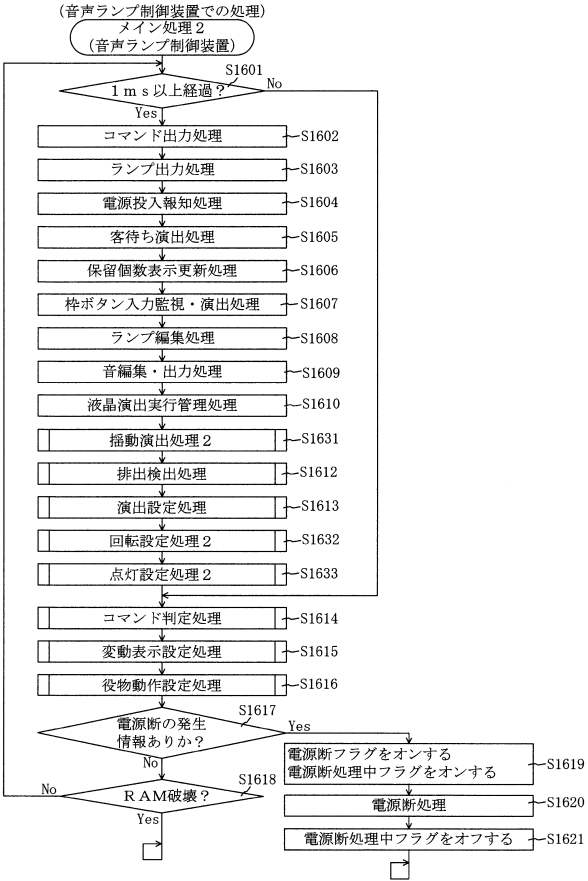 (音声ランプ制御装置での処理)
メイン処理２
(音声ランプ制御装置)
S1601
１ｍｓ以上経過？
No
Yes
コマンド出力処理
S1602
ランプ出力処理
S1603
電源投入報知処理
S1604
客待ち演出処理
S1605
保留個数表示更新処理
S1606
枠ボタン入力監視・演出処理
S1607
ランプ編集処理
S1608
音編集・出力処理
S1609
液晶演出実行管理処理
S1610
揺動演出処理２
S1631
排出検出処理
S1612
演出設定処理
S1613
回転設定処理２
S1632
点灯設定処理２
S1633
コマンド判定処理
S1614
変動表示設定処理
S1615
役物動作設定処理
S1616
S1617
電源断の発生
情報ありか？
Yes
No
電源断フラグをオンする
電源断処理中フラグをオンする
S1619
S1618
ＲＡＭ破壊？
No
Yes
電源断処理
S1620
電源断処理中フラグをオフする
S1621